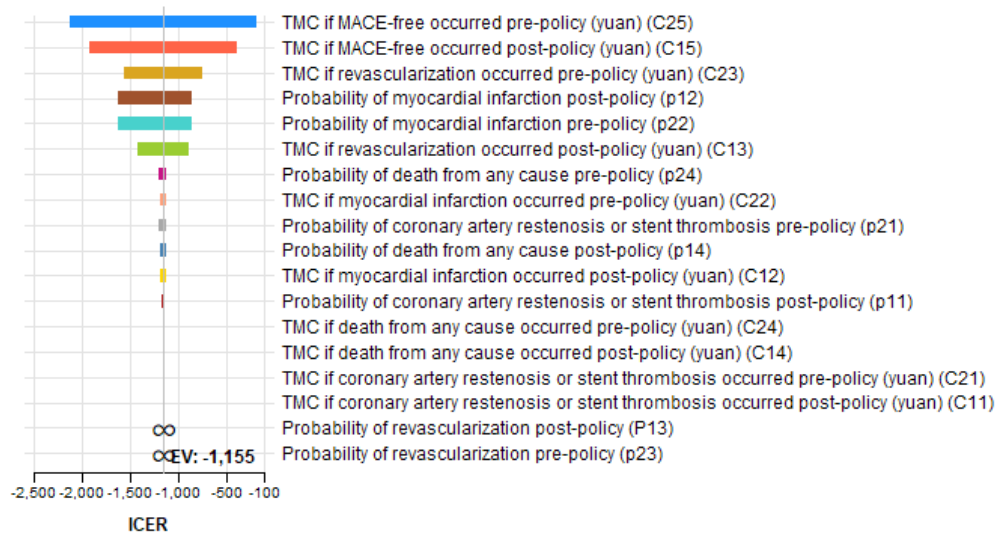 TMC if MACE-free occurred pre-policy (yuan) (C25)
TMC if MACE-free occurred post-policy (yuan) (C15)
TMC if revascularization occurred pre-policy (yuan) (C23)
Probability of myocardial infarction post-policy (p12)
Probability of myocardial infarction pre-policy (p22)
TMC if revascularization occurred post-policy (yuan) (C13)
Probability of death from any cause pre-policy (p24)
TMC if myocardial infarction occurred pre-policy (yuan) (C22)
Probability of coronary artery restenosis or stent thrombosis pre-policy (p21)
Probability of death from any cause post-policy (p14)
TMC if myocardial infarction occurred post-policy (yuan) (C12)
Probability of coronary artery restenosis or stent thrombosis post-policy (p11)
TMC if death from any cause occurred pre-policy (yuan) (C24)
TMC if death from any cause occurred post-policy (yuan) (C14)
TMC if coronary artery restenosis or stent thrombosis occurred pre-policy (yuan) (C21)
TMC if coronary artery restenosis or stent thrombosis occurred post-policy (yuan) (C11)
∞ Probability of revascularization post-policy (P13)
∞ EV: -1,155 Probability of revascularization pre-policy (p23)
-2,500 -2,000 -1,500 -1,000 -500 -100
ICER